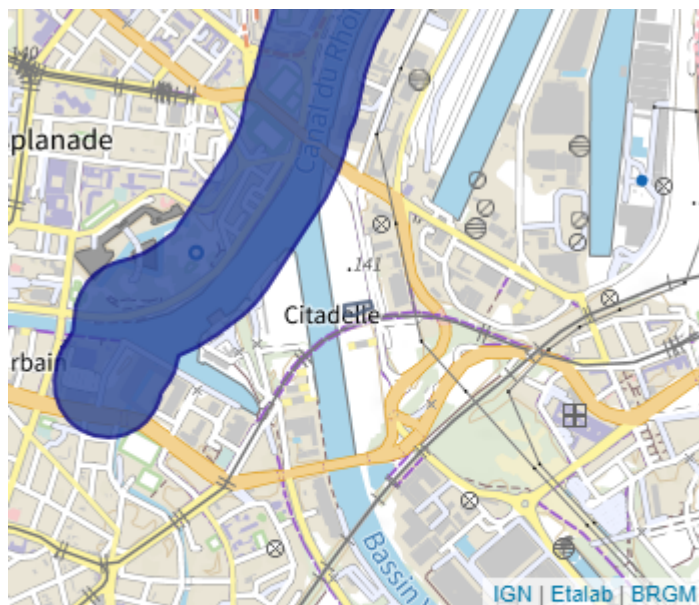 140
Canal du Rhô
planade
141
Citadelle
rbain
Bassin V
IGN | Etalab | BRGM